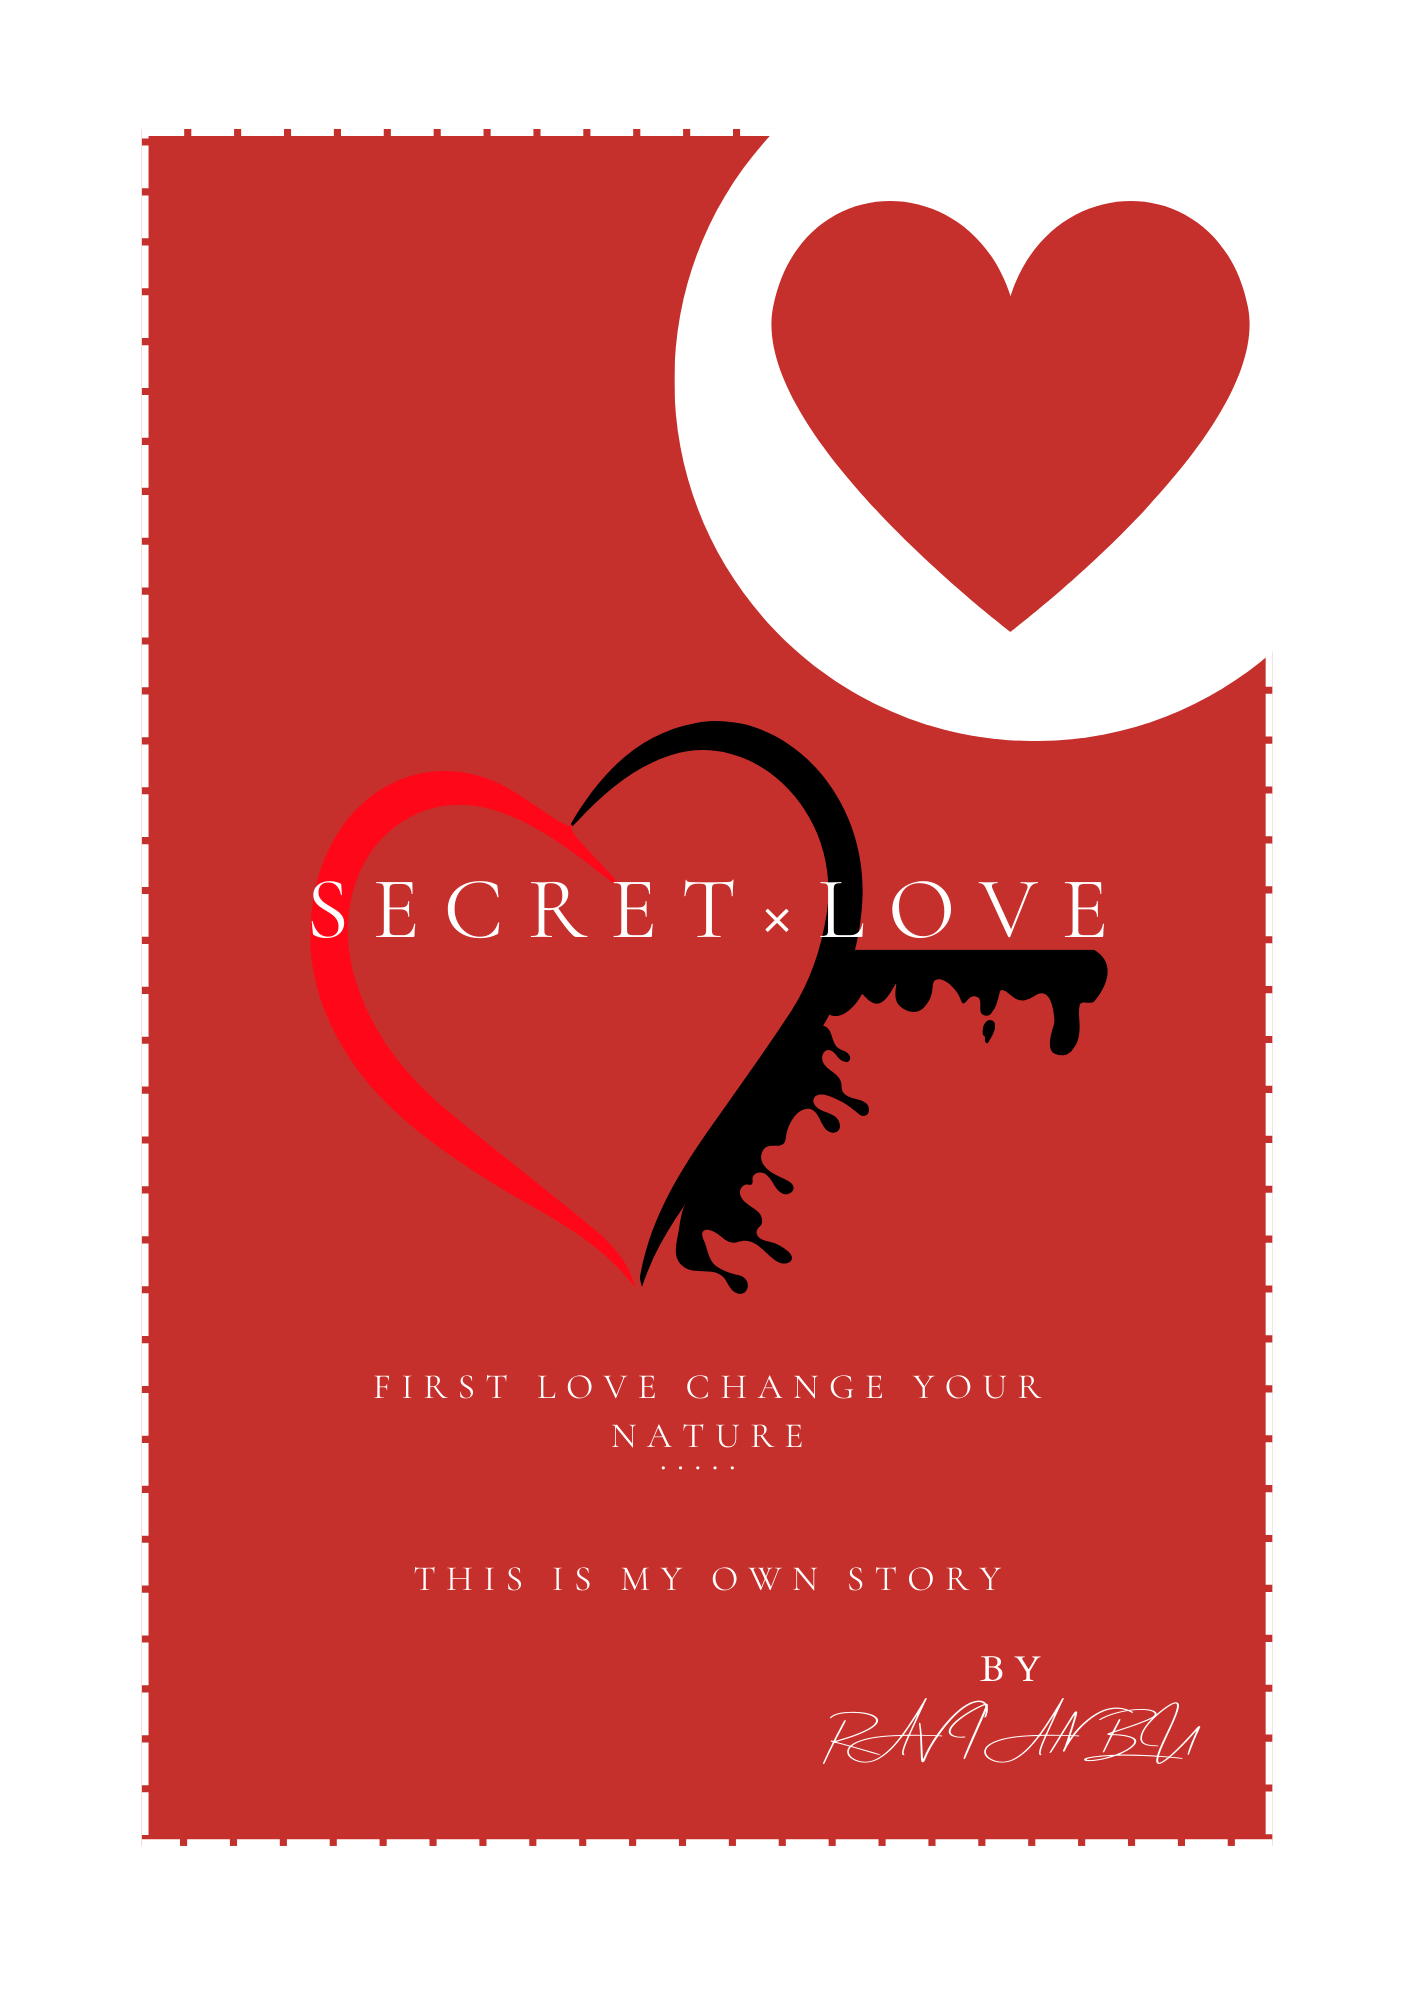 SECRET × LOVE
FIRST LOVE CHANGE YOUR
NATURE
.....
THIS IS MY OWN STORY
BY
RAVI ANBU